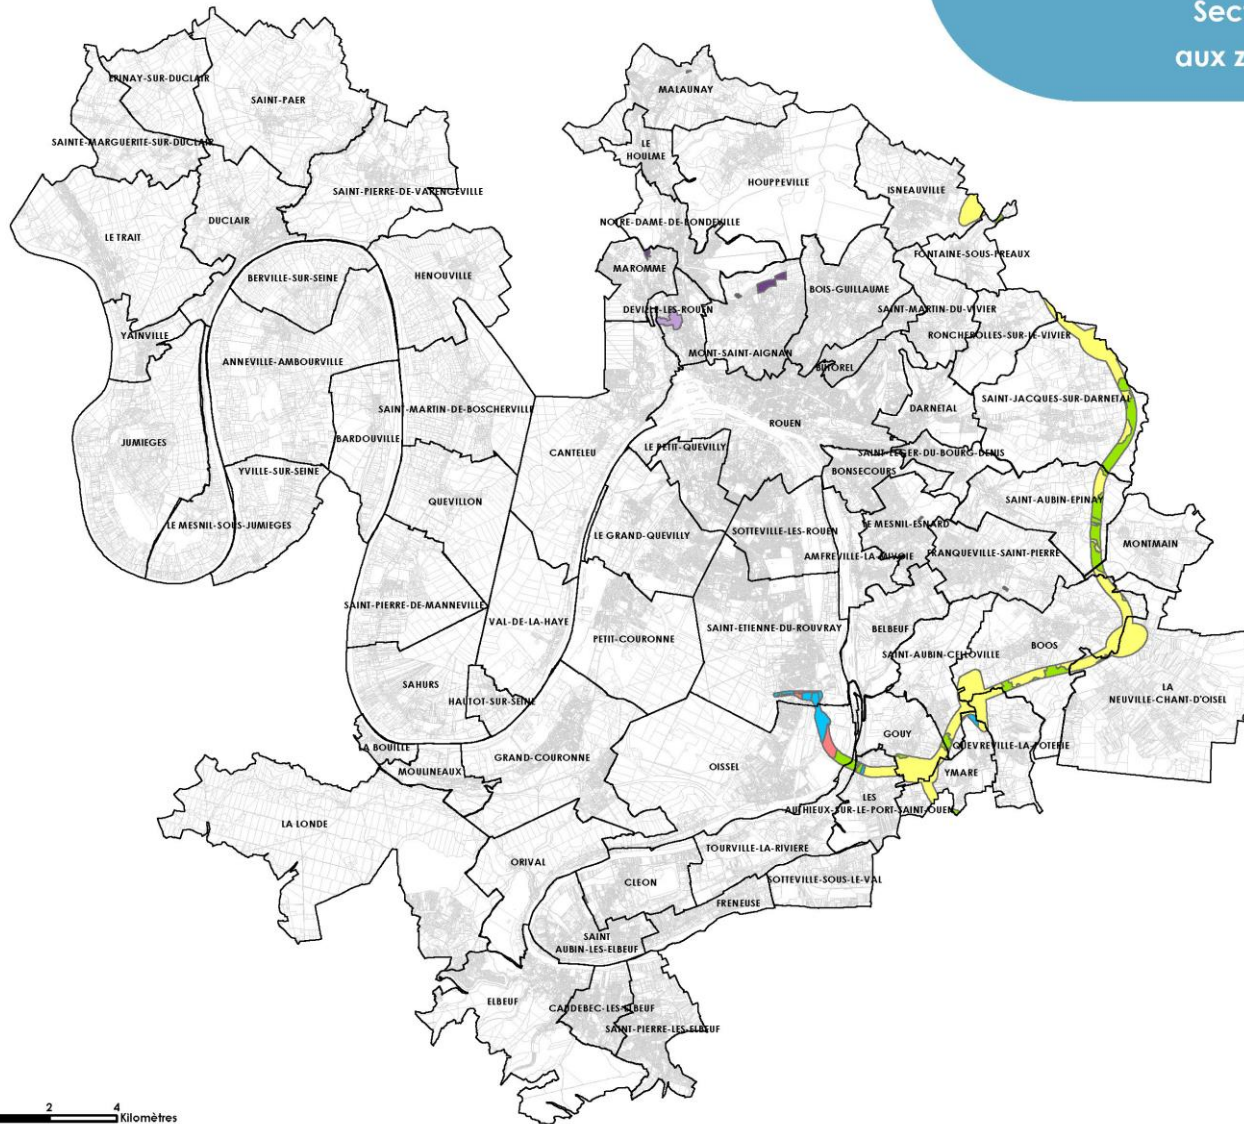 Sec
aux z
EPINAY-SUR-DUCLAIR
SAINT-PAER
SAINTE-MARGUERITE-SUR-DUCLAIR
SAINT-PIERRE-DE-VARENGEVILLE
DUCLAIR
LE TRAIT
MALAUNAY
LE
HOULME
HOUPPEVILLE
ISNEAUVILLE
NOTRE-DAME-DE-BONDEVILLE
FONTAINE-SOUS-PREAUX
BERVILLE-SUR-SEINE
HENOUVILLE
MAROMME
BOIS-GUILLAUME
DEVILLE-LES-ROUEN
SAINT-MARTIN-DU-VIVIER
YAINVILLE
RONCHEROLLES-SUR-LE-VIVIER
ANNEVILLE-AMBOURVILLE
MONT-SAINT-AIGNAN
BIHOREL
SAINT-JACQUES-SUR-DARNETAL
SAINT-MARTIN-DE-BOSCHERVILLE
DARNETAL
ROUEN
JUMIEGES
BARDOUVILLE
CANTELEU
LE PETIT-QUEVILLY
SAINT-LEGER-DU-BOURG-DENIS
YVILLE-SUR-SEINE
BONSECOURS
QUEVILLON
SAINT-AUBIN-EPINAY
LE MESNIL-SOUS-JUMIEGES
LE GRAND-QUEVILLY
SOTTEVILLE-LES-ROUEN
LE MESNIL-ESNARD
MONTMAIN
AMFREVILLE-LA-MIVOIE
FRANQUEVILLE-SAINT-PIERRE
SAINT-PIERRE-DE-MANNEVILLE
VAL-DE-LA-HAYE
PETIT-COURONNE
SAINT-ETIENNE-DU-ROUVRAY
BELBEUF
SAINT-AUBIN-CELLOVILLE
BOOS
SAHURS
HAUTOT-SUR-SEINE
LA
NEUVILLE-CHANT-D'OISEL
GOUY
LA BOUILLE
QUEVREVILLE-LA-POTERIE
GRAND-COURONNE
OISSEL
MOULINEAUX
YMARE
LES
AUTHIEUX-SUR-LE-PORT-SAINT-OUEN
LA LONDE
TOURVILLE-LA-RIVIERE
ORIVAL
CLEON
SOTTEVILLE-SOUS-LE-VAL
FRENEUSE
SAINT
AUBIN-LES-ELBEUF
ELBEUF
CAUDEBEC-LES-ELBEUF
SAINT-PIERRE-LES-ELBEUF
2 4
Kilomètres